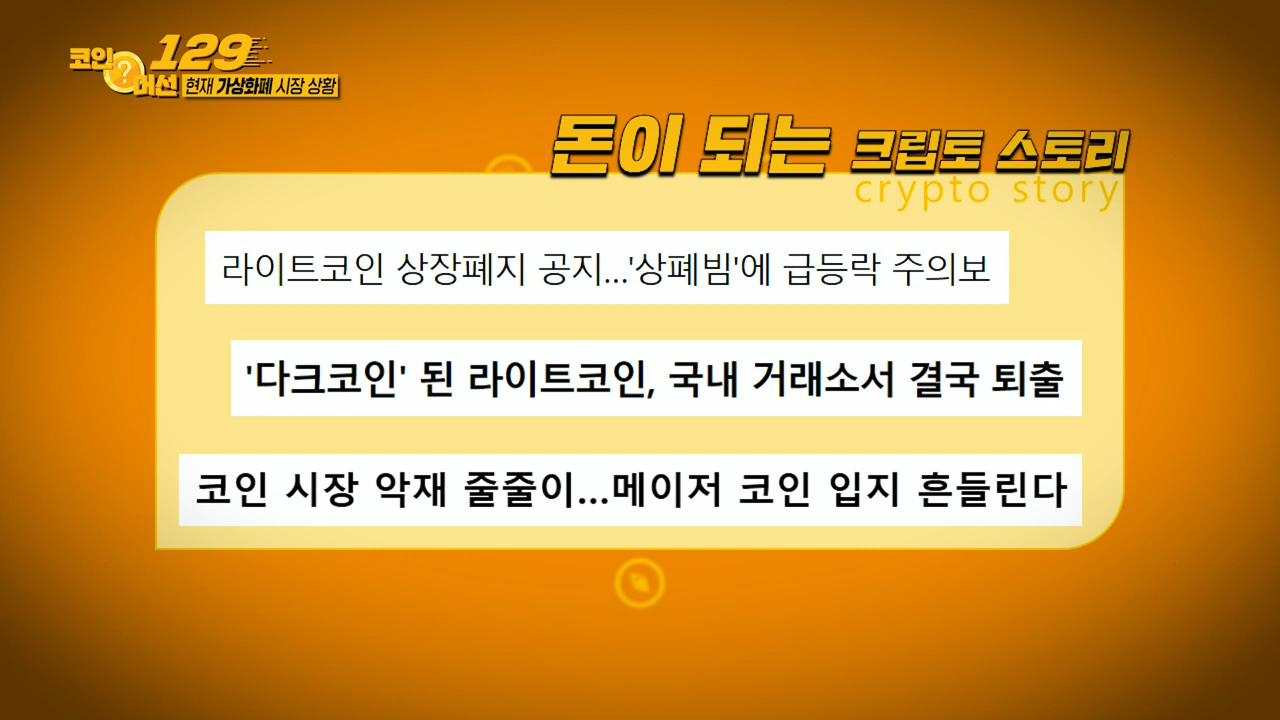 코인 129
? 머선 현재 가상화폐 시장 상황
돈이 되는 크립토 스토리
crypto story
라이트코인 상장폐지 공지...'상폐빔'에 급등락 주의보
'다크코인' 된 라이트코인, 국내 거래소서 결국 퇴출
코인 시장 악재 줄줄이...메이저 코인 입지 흔들린다